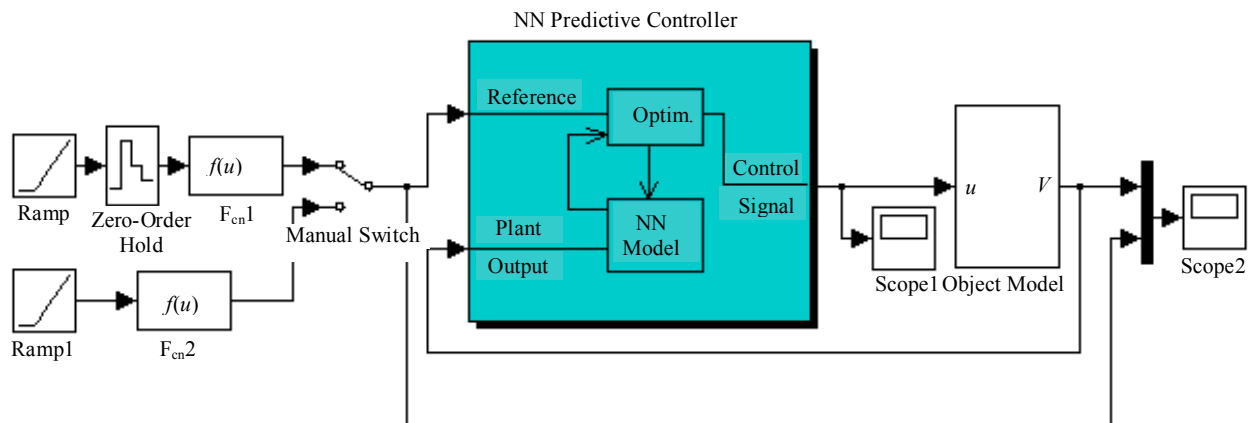 NN Predictive Controller
Reference
Optim.
Control
Signal
Plant
Output
NN
Model
Ramp
Zero-Order
Hold
f(u)
Fcn1
Manual Switch
Ramp1
f(u)
Fcn2
Scope1
u
V
Object Model
Scope2